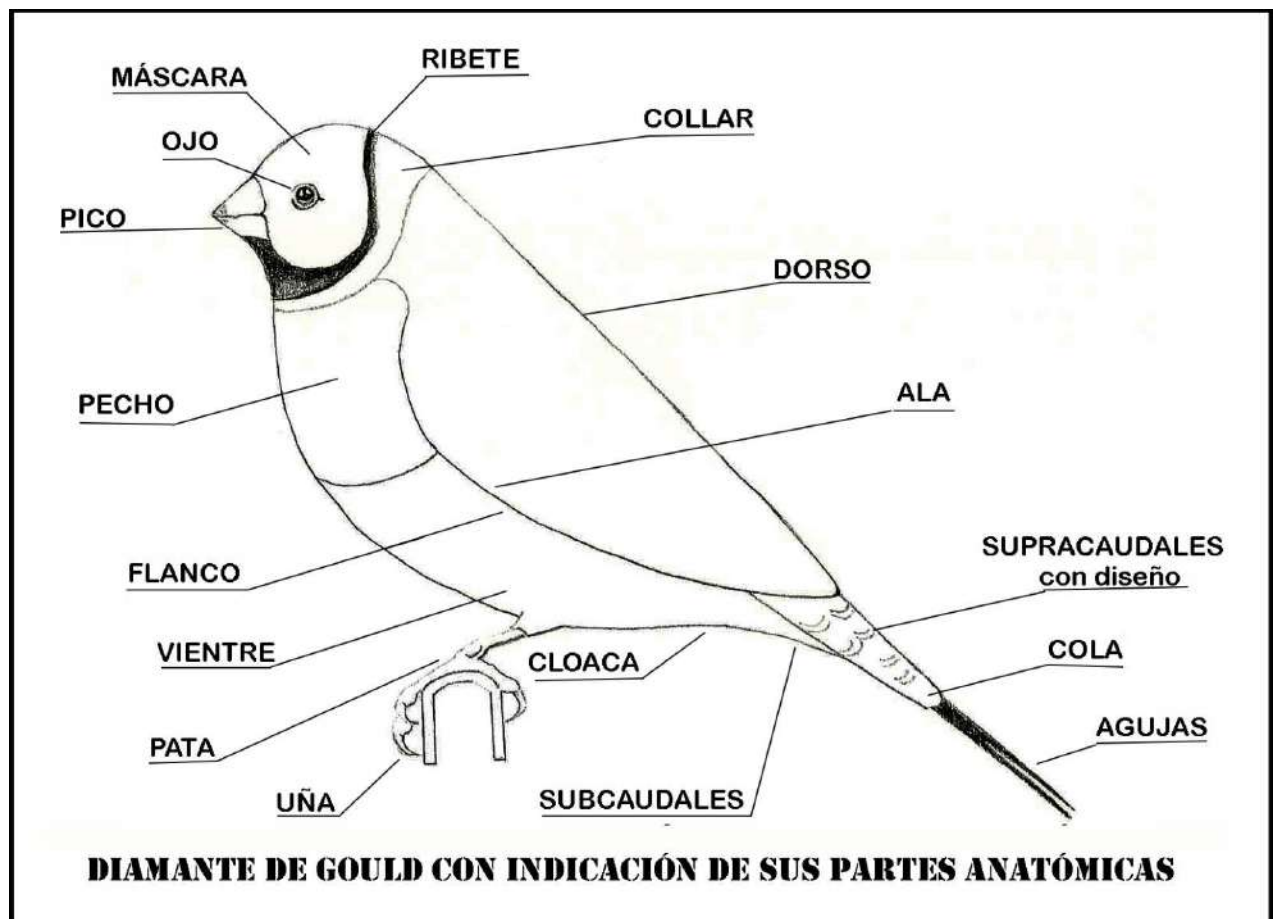 RIBETE
MÁSCARA
COLLAR
OJO
PICO
DORSO
ALA
PECHO
SUPRACAUDALES
con diseño
FLANCO
VIENTRE
CLOACA
COLA
AGUJAS
PATA
UÑA
SUBCAUDALES
DIAMANTE DE GOULD CON INDICACIÓN DE SUS PARTES ANATÓMICAS